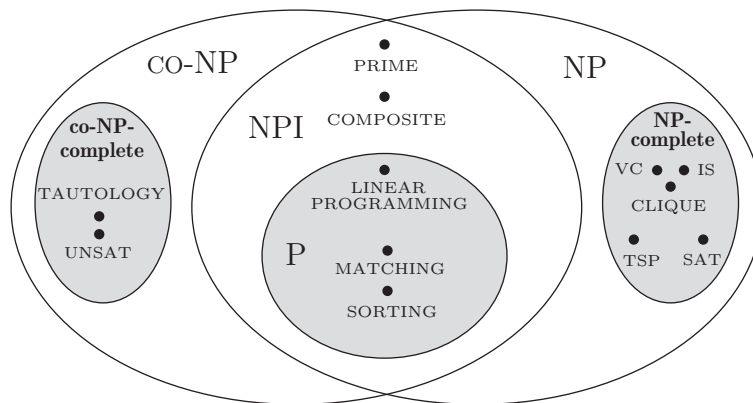 CO-NP
NP
PRIME
COMPOSITE
NPI
co-NP-
complete
TAUTOLOGY
UNSAT
LINEAR
PROGRAMMING
P
MATCHING
SORTING
NP-
complete
VC
IS
CLIQUE
TSP
SAT